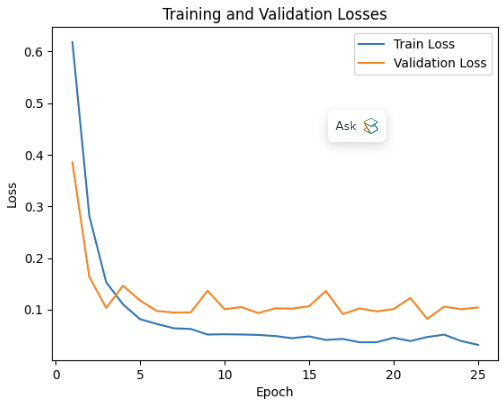 Training and Validation Losses
Train Loss
Validation Loss
Ask
0.6
0.5
0.4
0.3
0.2
0.1
Loss
0
5
10
15
20
25
Epoch